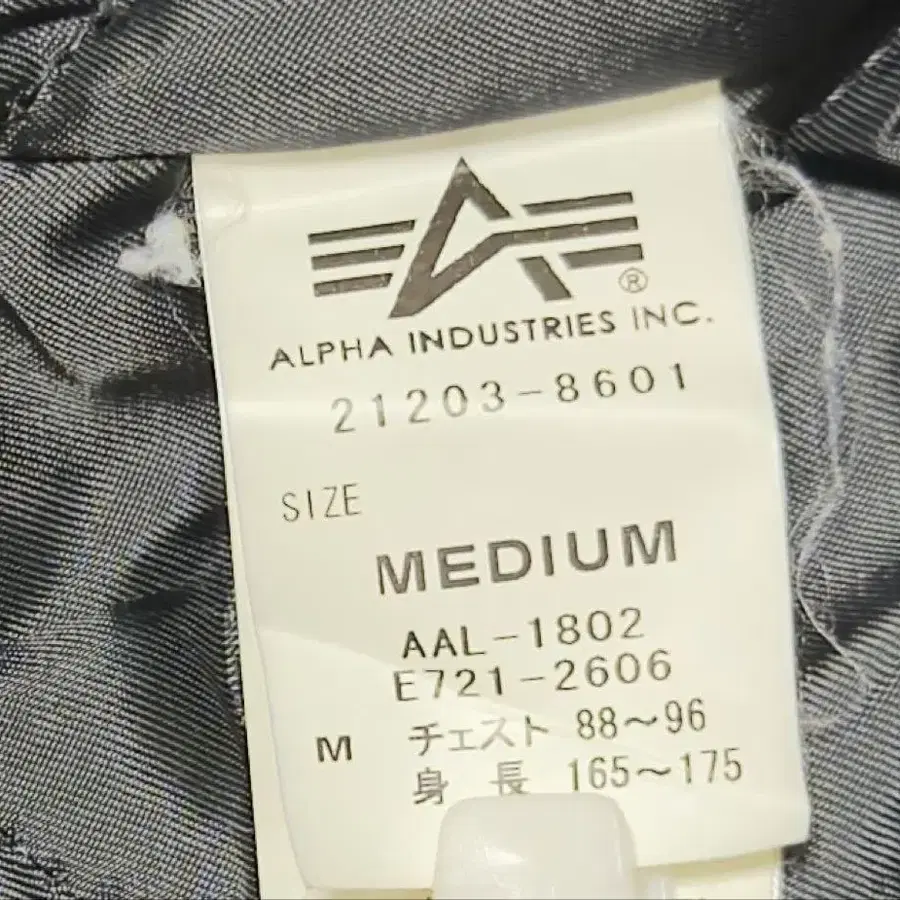 ®
ALPHA INDUSTRIES INC.
21203-8601
SIZE
MEDIUM
AAL-1802
E721-2606
M チェスト 88～96
身 長 165～175